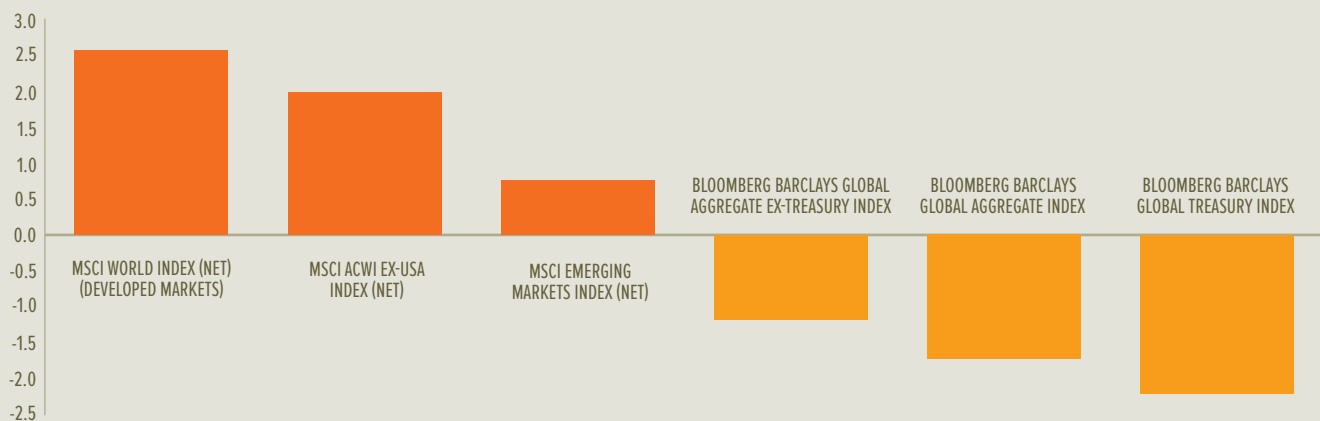 3.0
2.5
2.0
1.5
1.0
0.5
0.0
-0.5
-1.0
-1.5
-2.0
-2.5
MSCI WORLD INDEX (NET)
(DEVELOPED MARKETS)
MSCI ACWI EX-USA
INDEX (NET)
MSCI EMERGING
MARKETS INDEX (NET)
BLOOMBERG BARCLAYS GLOBAL
AGGREGATE EX-TREASURY INDEX
BLOOMBERG BARCLAYS
GLOBAL AGGREGATE INDEX
BLOOMBERG BARCLAYS
GLOBAL TREASURY INDEX